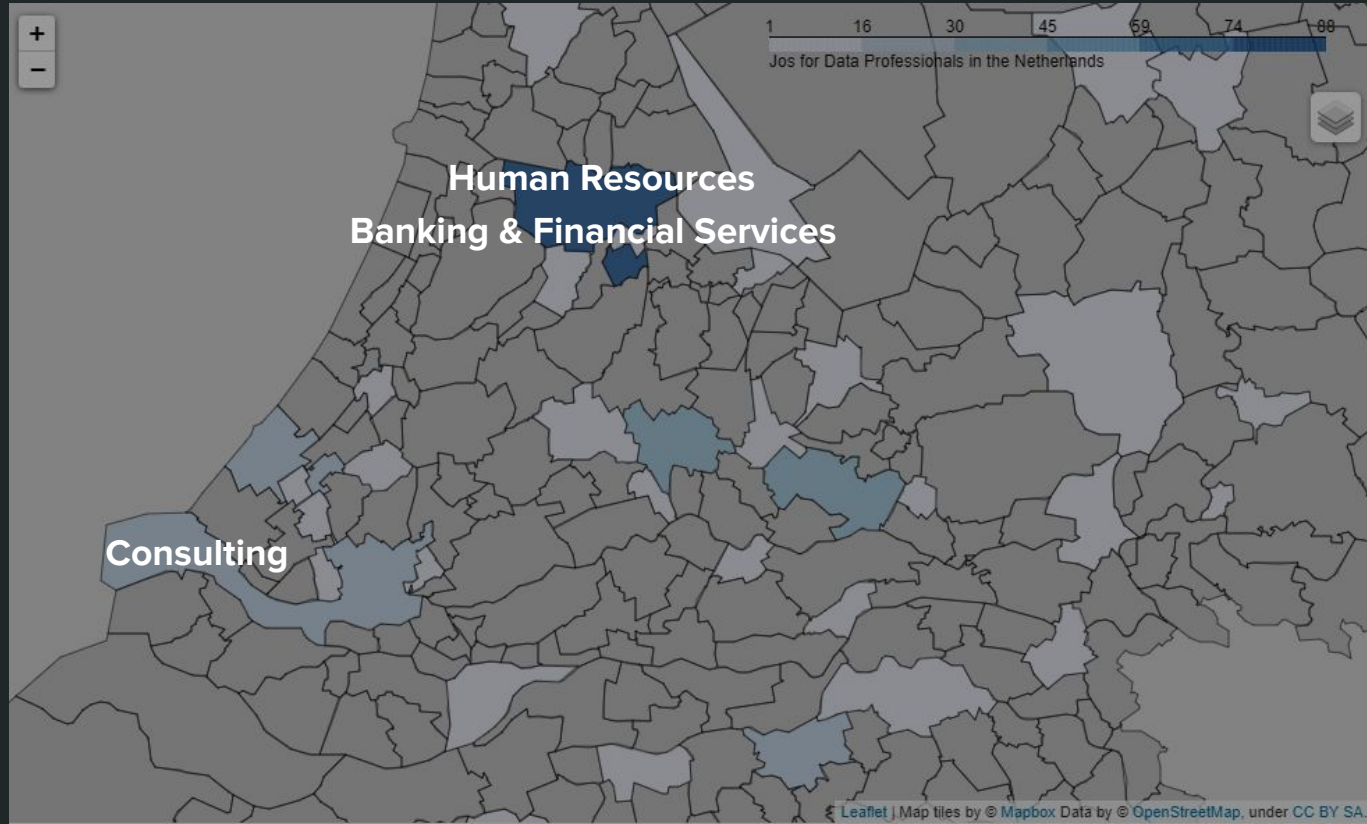 +
−
1 16 30 45 59 74 88
Jos for Data Professionals in the Netherlands
Human Resources
Banking & Financial Services
Consulting
Leaflet | Map tiles by © Mapbox Data by © OpenStreetMap, under CC BY SA.